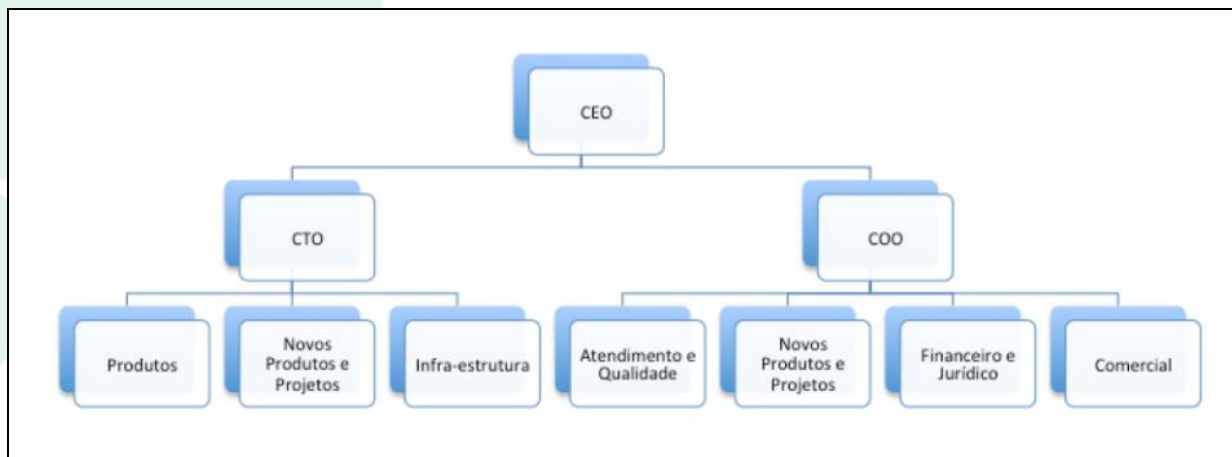 CEO
CTO
COO
Produtos
Novos
Produtos e
Projetos
Infra-estrutura
Atendimento e
Qualidade
Novos
Produtos e
Projetos
Financeiro e
Jurídico
Comercial